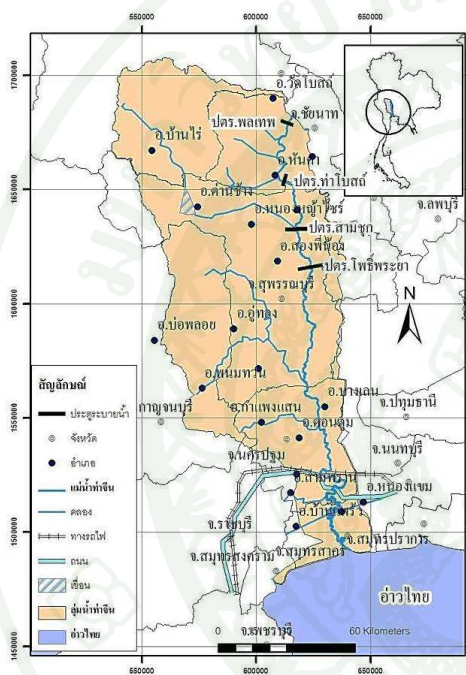 550000 600000 650000
1700000
อ.วัดโบสถ์
ปตร.พลเทพ
จ.ชัยนาท
อ.บ้านไร่
อ.หันคา
1650000
ปตร.ท่าโบสถ์
อ.ด่านช้าง
อ.หนองหญ้าไซร์
จ.ลพบุรี
ปตร.สามชุก
อ.สองพี่น้อง
ปตร.โพธิ์พระยา
จ.สุพรรณบุรี
N
1600000
อ.อู่ทอง
อ.บ่อพลอย
อ.พนมทวน
สัญลักษณ์
ประตูระบายน้ำ
จังหวัด
อำเภอ
แม่น้ำท่าจีน
คลอง
ทางรถไฟ
ถนน
เขื่อน
ลุ่มน้ำท่าจีน
อ่าวไทย
กาญจนบุรี
อ.บางเลน
อ.กำแพงแสน
จ.ปทุมธานี
1550000
อ.ดอนตูม
จ.นครปฐม
จ.นนทบุรี
อ.สามพราน
อ.หนองแขม
จ.ราชบุรี
1500000
จ.สมุทรปราการ
จ.สมุทรสาคร
จ.สมุทรสงคราม
อ่าวไทย
จ.เพชรบุรี
0 60 Kilometers
1450000
550000 600000 650000